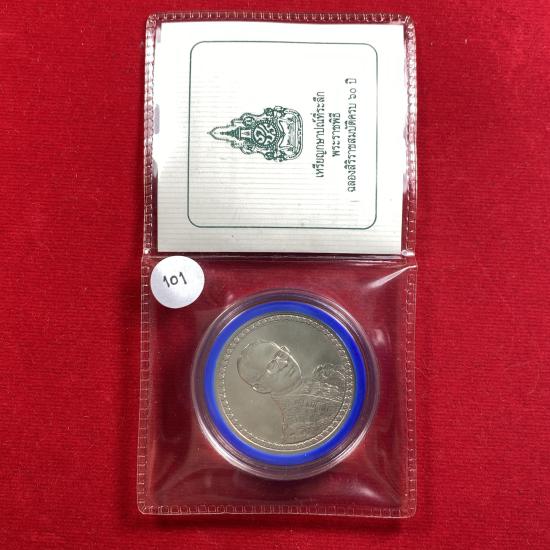 เหรียญกษาปณ์ที่ระลึก
พระราชพิธี
ฉลองสิริราชสมบัติครบ ๖๐ ปี
101